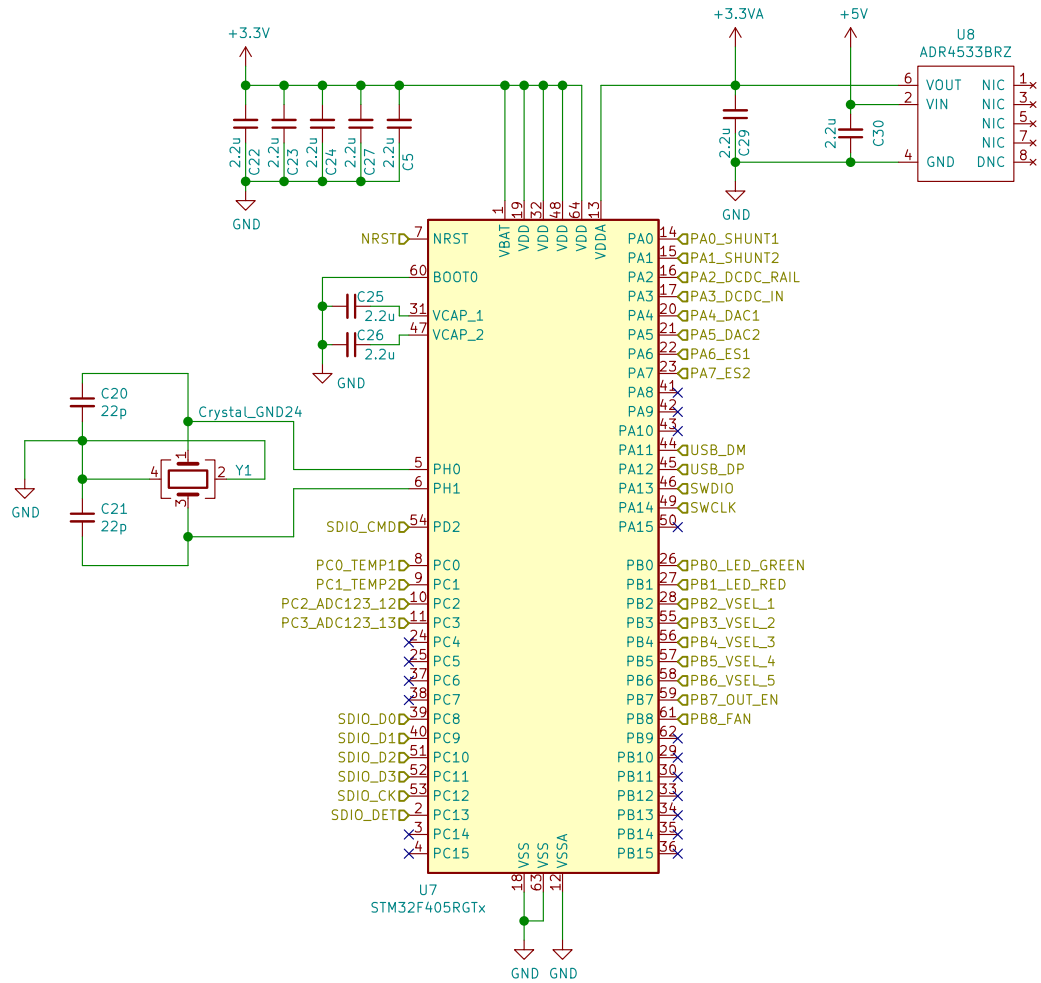 +3.3V
+3.3VA
+5V
U8
ADR4533BRZ
6 VOUT NIC 1
2 VIN NIC 3
NIC 5
NIC 7
4 GND DNC 8
2.2u C22
2.2u C23
2.2u C24
2.2u C27
2.2u C5
2.2u C29
2.2u C30
GND
GND
1 VBAT
19 VDD
32 VDD
48 VDD
64 VDD
13 VDDA
NRST 7 NRST
60 BOOT0
C25
2.2u
31 VCAP_1
C26
2.2u
47 VCAP_2
GND
C20
22p
Crystal_GND24
1
4
2
3
Y1
C21
22p
GND
5 PH0
6 PH1
SDIO_CMD 54 PD2
PC0_TEMP1 8 PC0
PC1_TEMP2 9 PC1
PC2_ADC123_12 10 PC2
PC3_ADC123_13 11 PC3
24 PC4
25 PC5
37 PC6
38 PC7
SDIO_D0 39 PC8
SDIO_D1 40 PC9
SDIO_D2 51 PC10
SDIO_D3 52 PC11
SDIO_CK 53 PC12
SDIO_DET 2 PC13
3 PC14
4 PC15
PA0 14 PA0_SHUNT1
PA1 15 PA1_SHUNT2
PA2 16 PA2_DCDC_RAIL
PA3 17 PA3_DCDC_IN
PA4 20 PA4_DAC1
PA5 21 PA5_DAC2
PA6 22 PA6_ES1
PA7 23 PA7_ES2
PA8 41
PA9 42
PA10 43
PA11 44 USB_DM
PA12 45 USB_DP
PA13 46 SWDIO
PA14 49 SWCLK
PA15 50
PB0 26 PB0_LED_GREEN
PB1 27 PB1_LED_RED
PB2 28 PB2_VSEL_1
PB3 55 PB3_VSEL_2
PB4 56 PB4_VSEL_3
PB5 57 PB5_VSEL_4
PB6 58 PB6_VSEL_5
PB7 59 PB7_OUT_EN
PB8 61 PB8_FAN
PB9 62
PB10 29
PB11 30
PB12 33
PB13 34
PB14 35
PB15 36
VSS 18
VSS 63
VSSA 12
U7
STM32F405RGTx
GND
GND